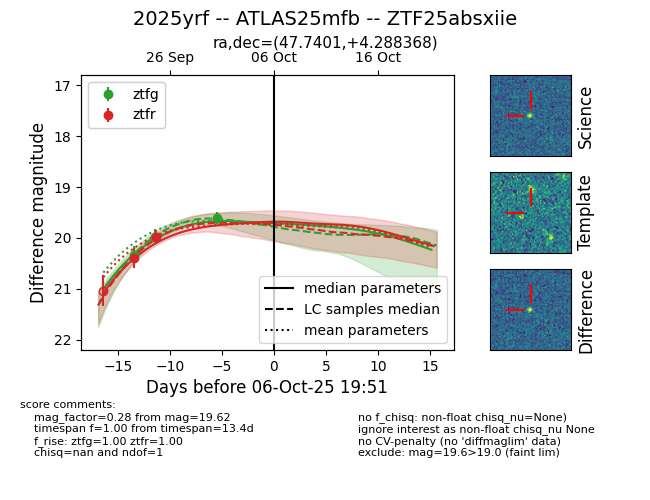 2025yrf -- ATLAS25mfb -- ZTF25absxiie
ra,dec=(47.7401,+4.288368)
26 Sep 06 Oct 16 Oct
ztfg
ztfr
17
18
19
20
21
22
Difference magnitude
median parameters
LC samples median
mean parameters
−15 −10 −5 0 5 10 15
Days before 06-Oct-25 19:51
Science
Template
Difference
score comments:
mag_factor=0.28 from mag=19.62
timespan f=1.00 from timespan=13.4d
f_rise: ztfg=1.00 ztfr=1.00
chisq=nan and ndof=1
no f_chisq: non-float chisq_nu=None)
ignore interest as non-float chisq_nu None
no CV-penalty (no 'diffmaglim' data)
exclude: mag=19.6>19.0 (faint lim)